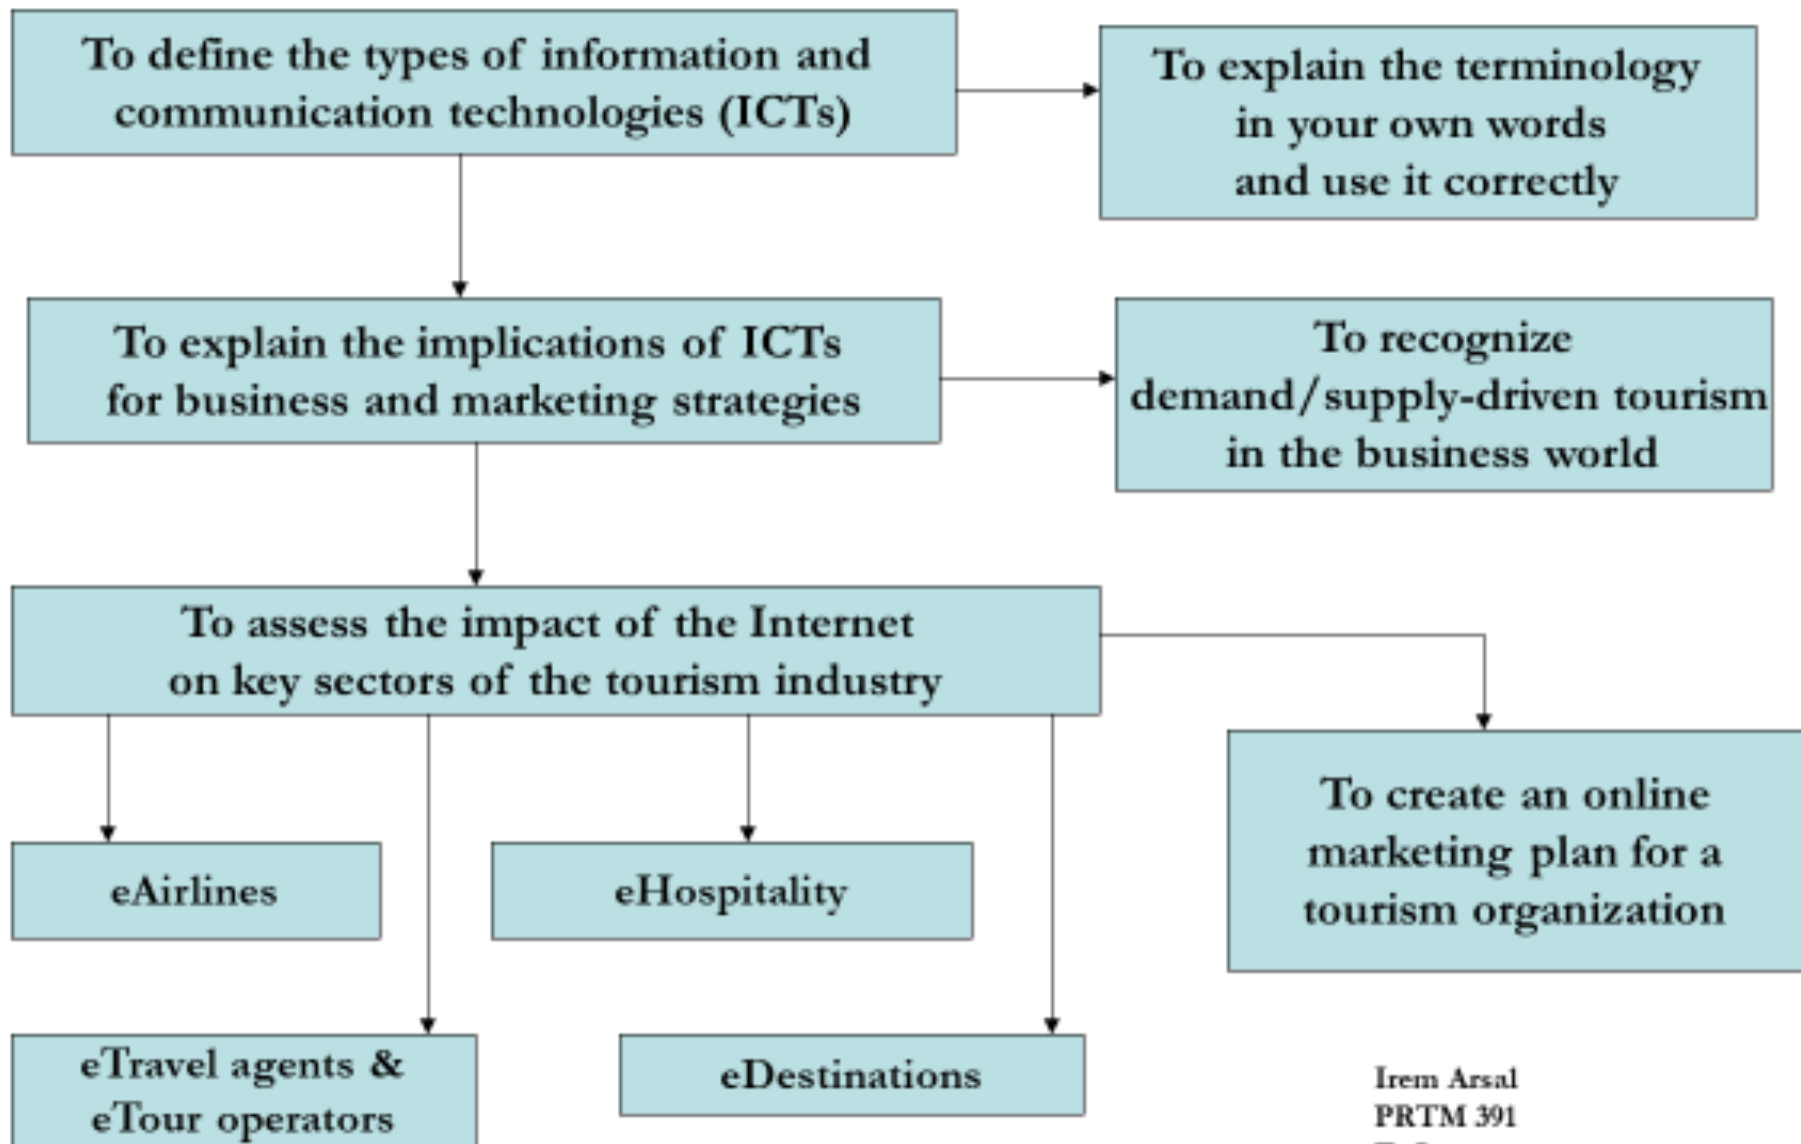 To define the types of information and
communication technologies (ICTs)
To explain the terminology
in your own words
and use it correctly
To explain the implications of ICTs
for business and marketing strategies
To recognize
demand/supply-driven tourism
in the business world
To assess the impact of the Internet
on key sectors of the tourism industry
To create an online
marketing plan for a
tourism organization
eAirlines
eHospitality
eTravel agents &
eTour operators
eDestinations
Irem Arsal
PRTM 391